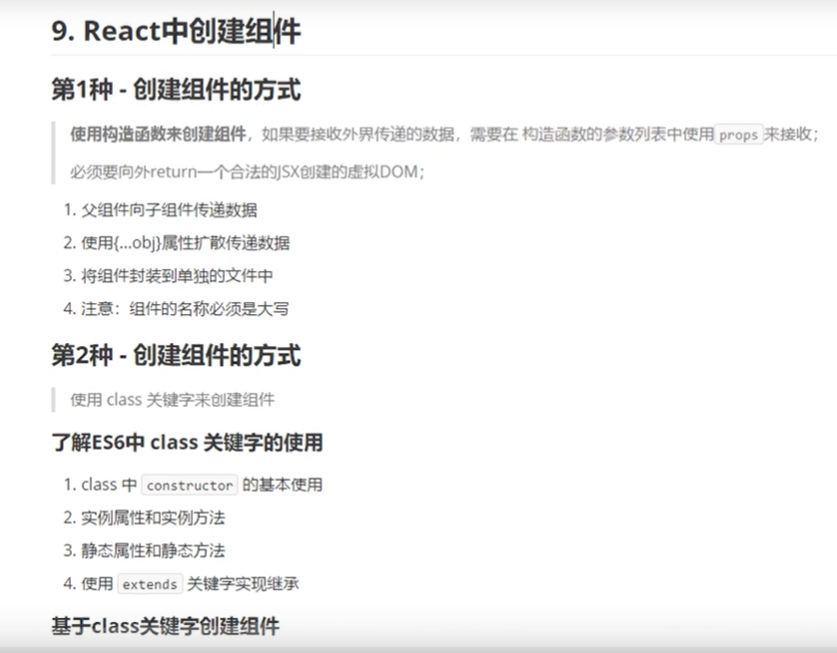 9. React中创建组件
第1种 - 创建组件的方式
使用构造函数来创建组件，如果要接收外界传递的数据，需要在 构造函数的参数列表中使用props来接收；
必须要向外return一个合法的JSX创建的虚拟DOM；
1. 父组件向子组件传递数据
2. 使用{...obj}属性扩散传递数据
3. 将组件封装到单独的文件中
4. 注意：组件的名称必须是大写
第2种 - 创建组件的方式
使用 class 关键字来创建组件
了解ES6中 class 关键字的使用
1. class 中 constructor 的基本使用
2. 实例属性和实例方法
3. 静态属性和静态方法
4. 使用 extends 关键字实现继承
基于class关键字创建组件